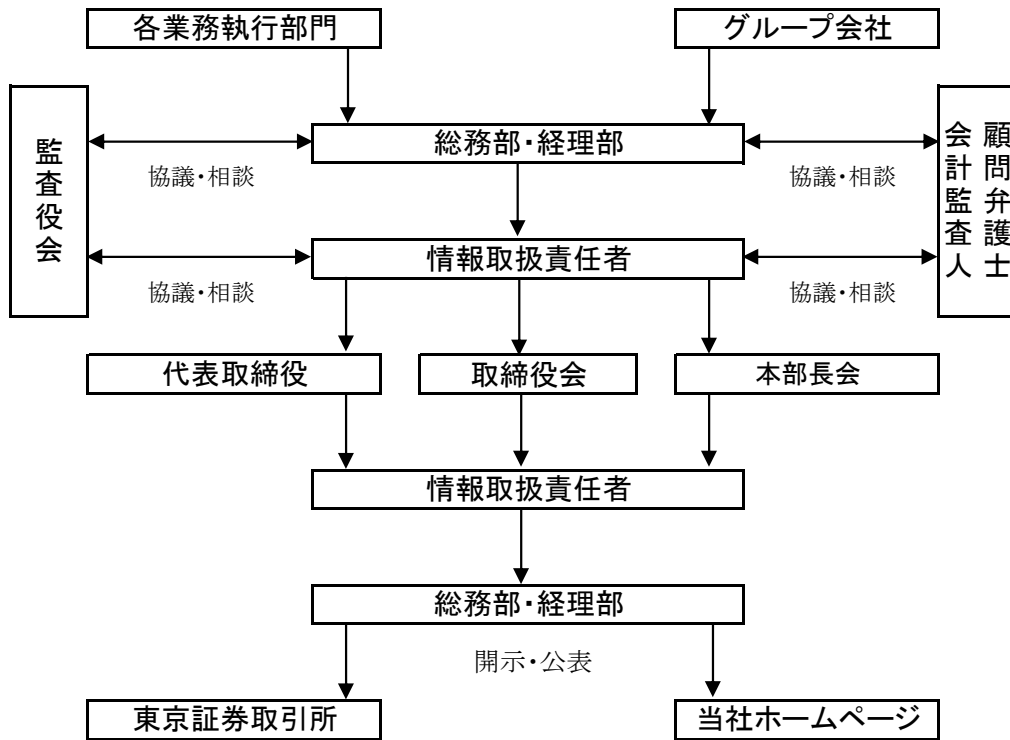 各業務執行部門
グループ会社
監査役会
総務部・経理部
顧問弁護士
会計監査人
協議・相談
協議・相談
情報取扱責任者
協議・相談
協議・相談
代表取締役
取締役会
本部長会
情報取扱責任者
総務部・経理部
開示・公表
東京証券取引所
当社ホームページ